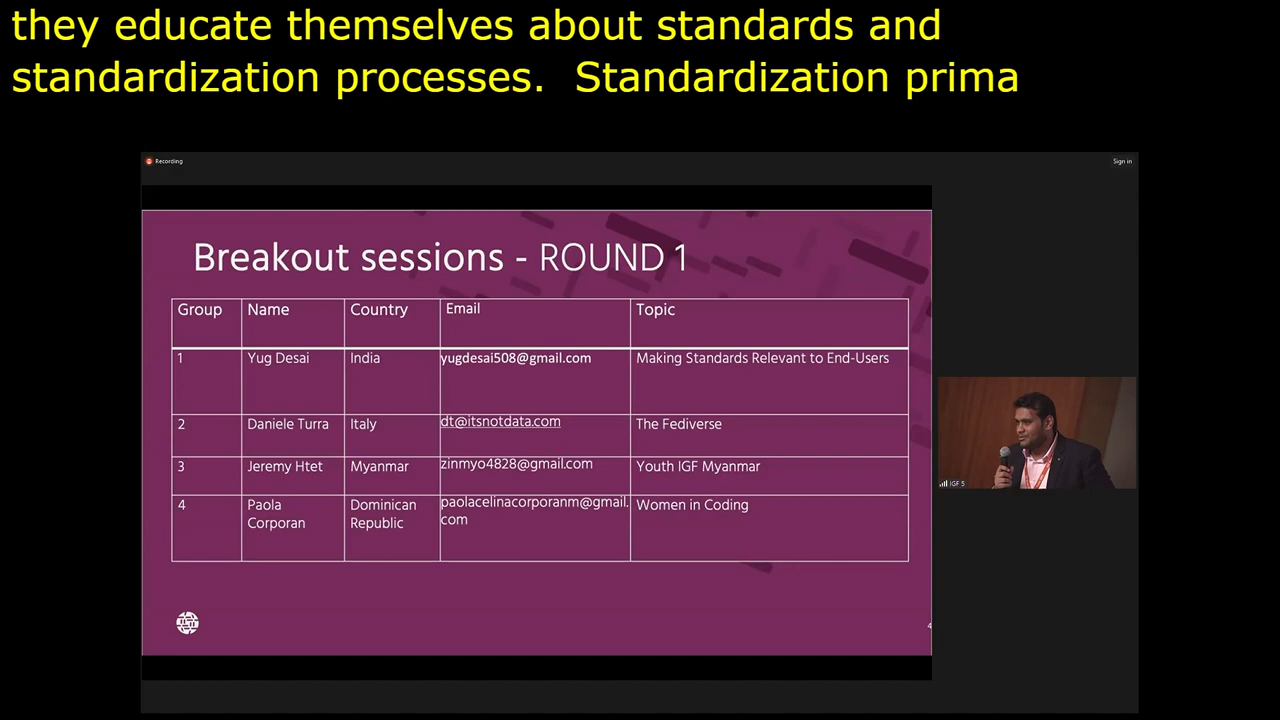 they educate themselves about standards and
standardization processes.  Standardization prima
Recording
Sign in
Breakout sessions - ROUND 1
Group Name Country Email Topic
1 Yug Desai India yugdesai508@gmail.com Making Standards Relevant to End-Users
2 Daniele Turra Italy dt@itsnotdata.com The Fediverse
3 Jeremy Htet Myanmar zinmyo4828@gmail.com Youth IGF Myanmar
4 Paola Dominican paolacelinacorporanm@gmail. Women in Coding
Corporan Republic com
IGF 5
4